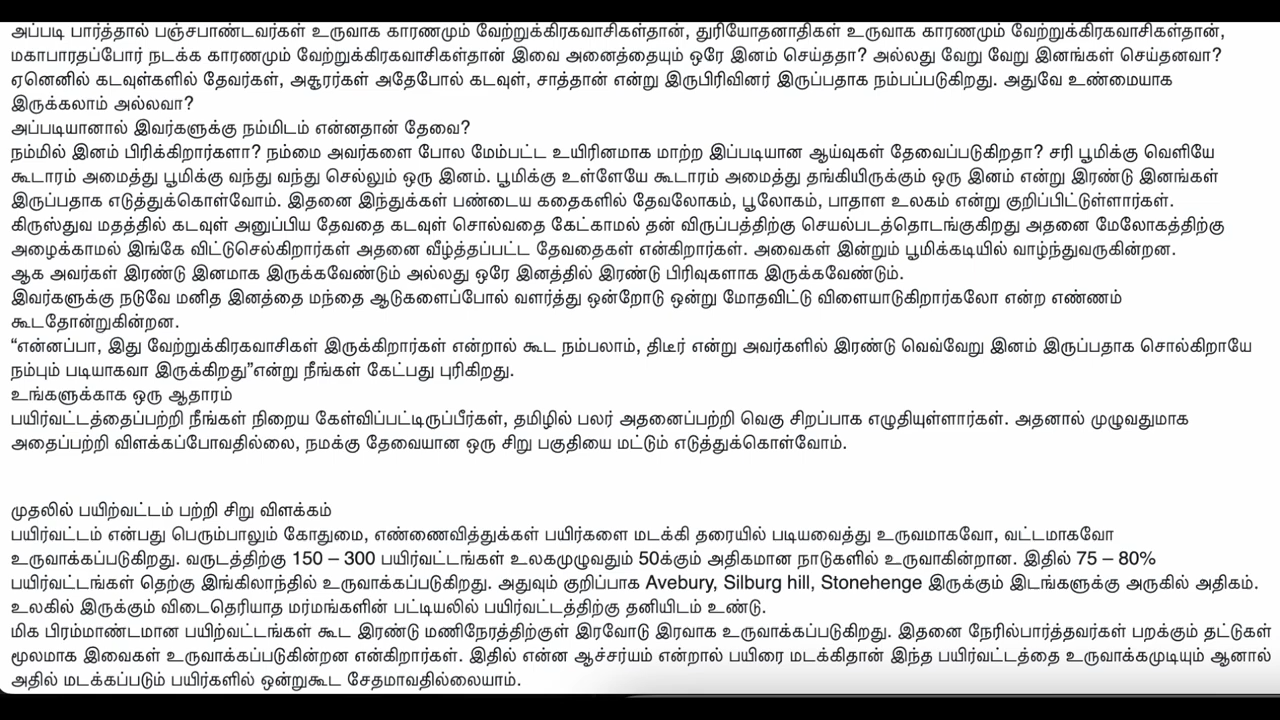 அப்படி பார்த்தால் பஞ்சபாண்டவர்கள் உருவாக காரணமும் வேற்றுக்கிரகவாசிகள்தான், துரியோதனாதிகள் உருவாக காரணமும் வேற்றுக்கிரகவாசிகள்தான்,
மகாபாரதப்போர் நடக்க காரணமும் வேற்றுக்கிரகவாசிகள்தான் இவை அனைத்தையும் ஒரே இனம் செய்ததா? அல்லது வேறு வேறு இனங்கள் செய்தனவா?
ஏனெனில் கடவுள்களில் தேவர்கள், அசூரர்கள் அதேபோல் கடவுள், சாத்தான் என்று இருபிரிவினர் இருப்பதாக நம்பப்படுகிறது. அதுவே உண்மையாக
இருக்கலாம் அல்லவா?
அப்படியானால் இவர்களுக்கு நம்மிடம் என்னதான் தேவை?
நம்மில் இனம் பிரிக்கிறார்களா? நம்மை அவர்களை போல மேம்பட்ட உயிரினமாக மாற்ற இப்படியான ஆய்வுகள் தேவைப்படுகிறதா? சரி பூமிக்கு வெளியே
கூடாரம் அமைத்து பூமிக்கு வந்து வந்து செல்லும் ஒரு இனம். பூமிக்கு உள்ளேயே கூடாரம் அமைத்து தங்கியிருக்கும் ஒரு இனம் என்று இரண்டு இனங்கள்
இருப்பதாக எடுத்துக்கொள்வோம். இதனை இந்துக்கள் பண்டைய கதைகளில் தேவலோகம், பூலோகம், பாதாள உலகம் என்று குறிப்பிட்டுள்ளார்கள்.
கிருஸ்துவ மதத்தில் கடவுள் அனுப்பிய தேவதை கடவுள் சொல்வதை கேட்காமல் தன் விருப்பத்திற்கு செயல்படத்தொடங்குகிறது அதனை மேலோகத்திற்கு
அழைக்காமல் இங்கே விட்டுசெல்கிறார்கள் அதனை வீழ்த்தப்பட்ட தேவதைகள் என்கிறார்கள். அவைகள் இன்றும் பூமிக்கடியில் வாழ்ந்துவருகின்றன.
ஆக அவர்கள் இரண்டு இனமாக இருக்கவேண்டும் அல்லது ஒரே இனத்தில் இரண்டு பிரிவுகளாக இருக்கவேண்டும்.
இவர்களுக்கு நடுவே மனித இனத்தை மந்தை ஆடுகளைப்போல் வளர்த்து ஒன்றோடு ஒன்று மோதவிட்டு விளையாடுகிறார்கலோ என்ற எண்ணம்
கூடதோன்றுகின்றன.
“என்னப்பா, இது வேற்றுக்கிரகவாசிகள் இருக்கிறார்கள் என்றால் கூட நம்பலாம், திடீர் என்று அவர்களில் இரண்டு வெவ்வேறு இனம் இருப்பதாக சொல்கிறாயே
நம்பும் படியாகவா இருக்கிறது”என்று நீங்கள் கேட்பது புரிகிறது.
உங்களுக்காக ஒரு ஆதாரம்
பயிர்வட்டத்தைப்பற்றி நீங்கள் நிறைய கேள்விப்பட்டிருப்பீர்கள், தமிழில் பலர் அதனைப்பற்றி வெகு சிறப்பாக எழுதியுள்ளார்கள். அதனால் முழுவதுமாக
அதைப்பற்றி விளக்கப்போவதில்லை, நமக்கு தேவையான ஒரு சிறு பகுதியை மட்டும் எடுத்துக்கொள்வோம்.
முதலில் பயிற்வட்டம் பற்றி சிறு விளக்கம்
பயிர்வட்டம் என்பது பெரும்பாலும் கோதுமை, எண்ணைவித்துக்கள் பயிர்களை மடக்கி தரையில் படியவைத்து உருவமாகவோ, வட்டமாகவோ
உருவாக்கப்படுகிறது. வருடத்திற்கு 150 – 300 பயிர்வட்டங்கள் உலகமுழுவதும் 50க்கும் அதிகமான நாடுகளில் உருவாகின்றான. இதில் 75 – 80%
பயிர்வட்டங்கள் தெற்கு இங்கிலாந்தில் உருவாக்கப்படுகிறது. அதுவும் குறிப்பாக Avebury, Silburg hill, Stonehenge இருக்கும் இடங்களுக்கு அருகில் அதிகம்.
உலகில் இருக்கும் விடைதெரியாத மர்மங்களின் பட்டியலில் பயிர்வட்டத்திற்கு தனியிடம் உண்டு.
மிக பிரம்மாண்டமான பயிற்வட்டங்கள் கூட இரண்டு மணிநேரத்திற்குள் இரவோடு இரவாக உருவாக்கப்படுகிறது. இதனை நேரில்பார்த்தவர்கள் பறக்கும் தட்டுகள்
மூலமாக இவைகள் உருவாக்கப்படுகின்றன என்கிறார்கள். இதில் என்ன ஆச்சர்யம் என்றால் பயிரை மடக்கிதான் இந்த பயிர்வட்டத்தை உருவாக்கமுடியும் ஆனால்
அதில் மடக்கப்படும் பயிர்களில் ஒன்றுகூட சேதமாவதில்லையாம்.